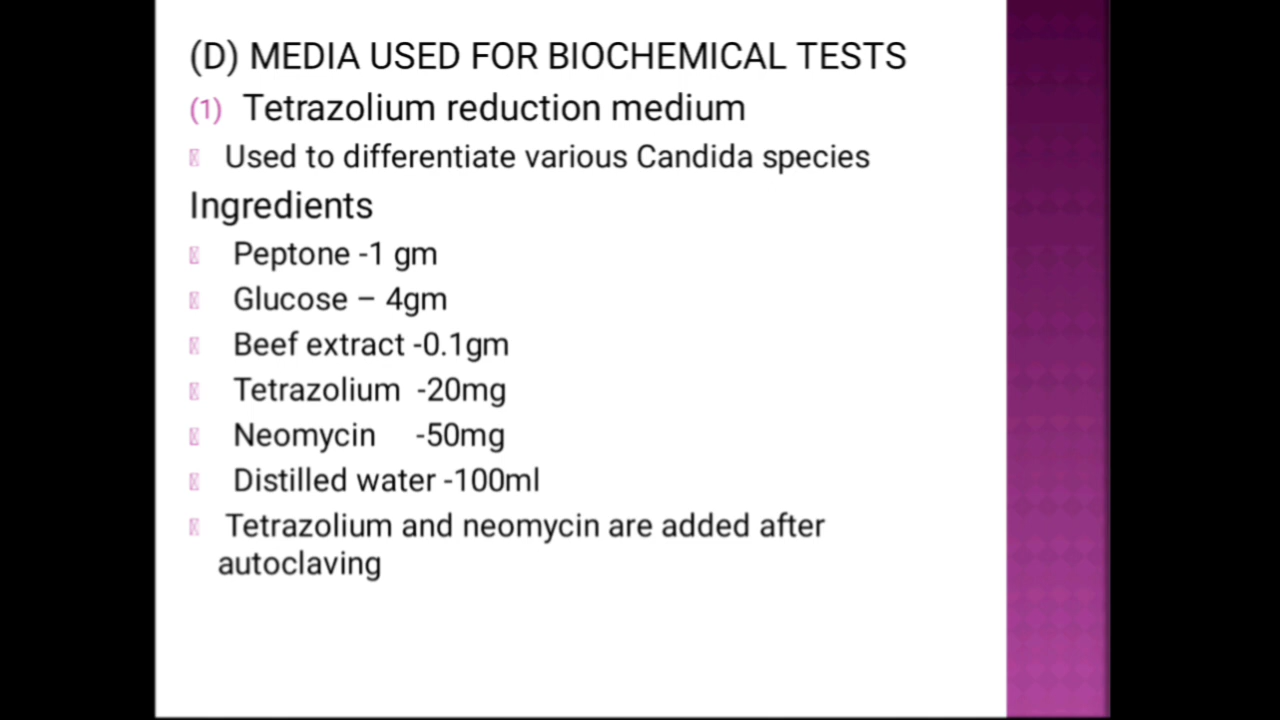 (D) MEDIA USED FOR BIOCHEMICAL TESTS
(1) Tetrazolium reduction medium
Used to differentiate various Candida species
Ingredients
Peptone -1 gm
Glucose – 4gm
Beef extract -0.1gm
Tetrazolium -20mg
Neomycin -50mg
Distilled water -100ml
Tetrazolium and neomycin are added after
autoclaving